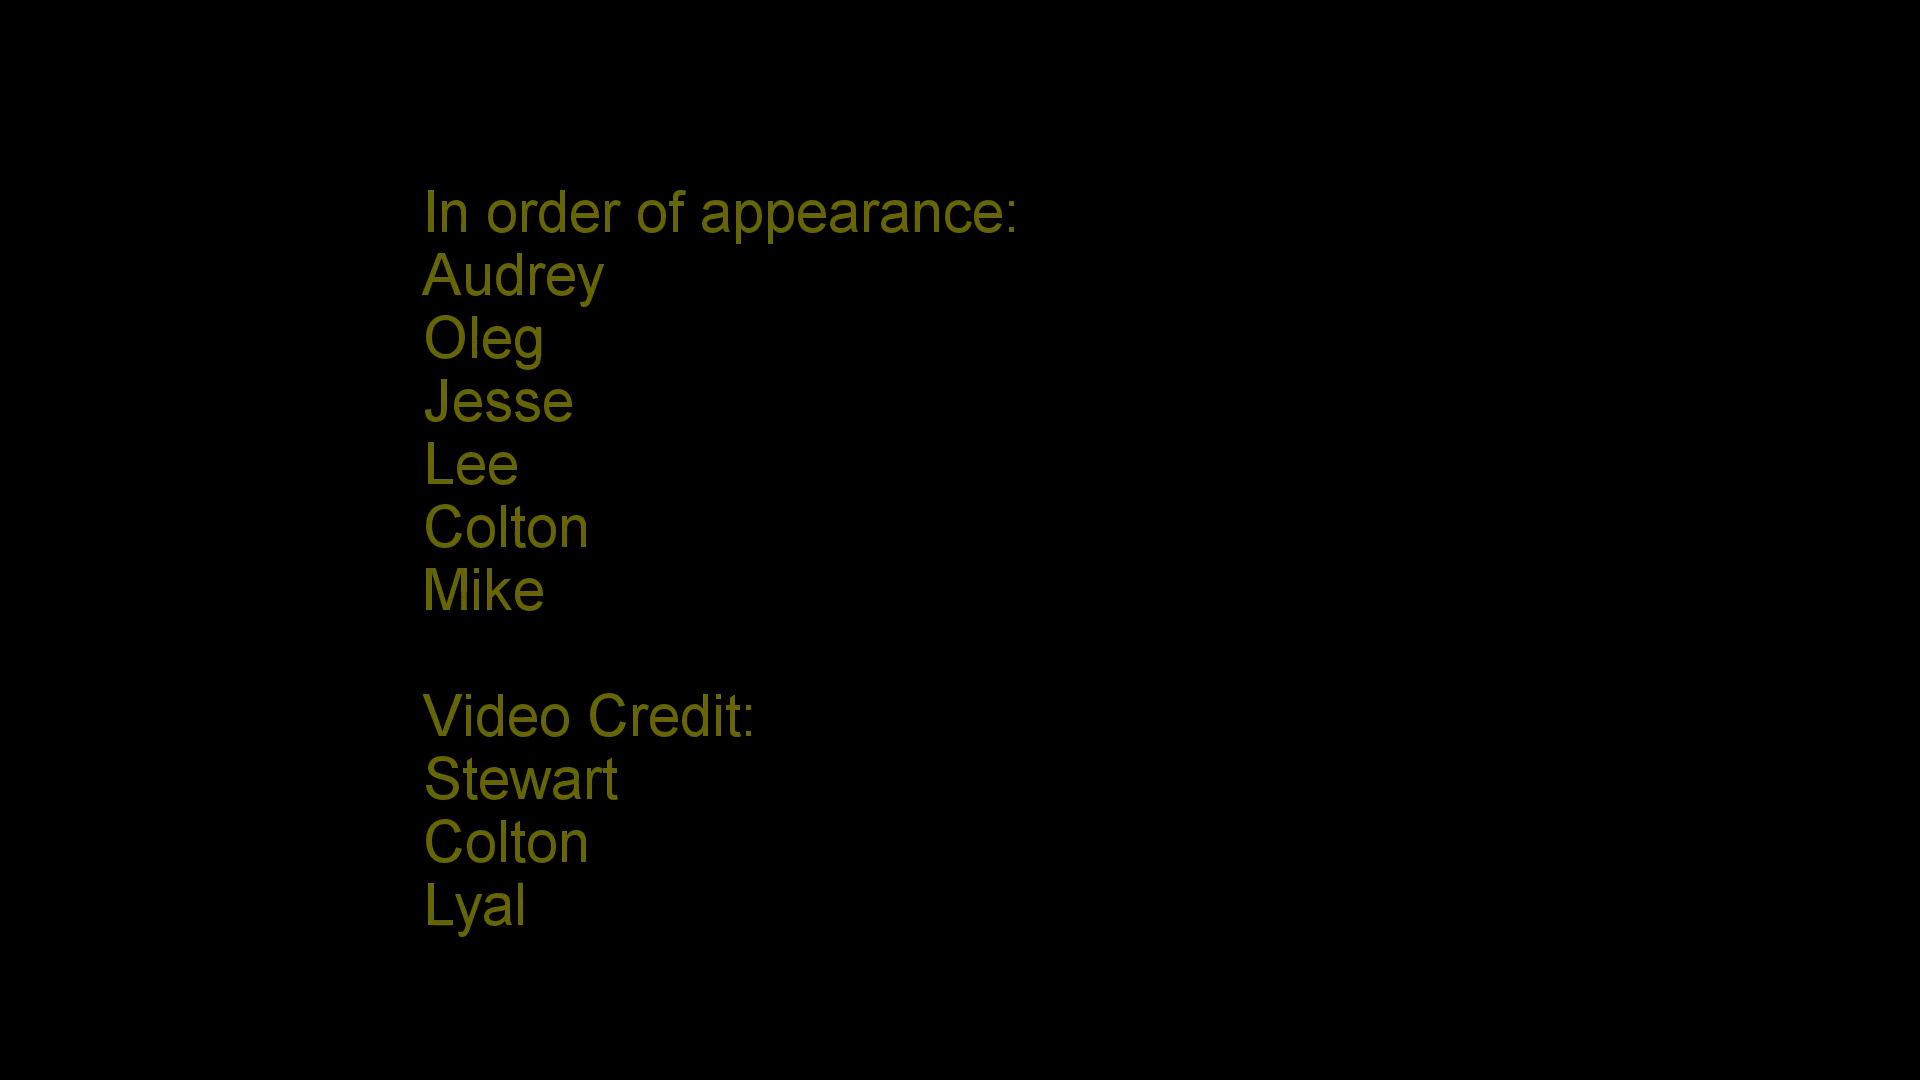 In order of appearance:
Audrey
Oleg
Jesse
Lee
Colton
Mike
Video Credit:
Stewart
Colton
Lyal